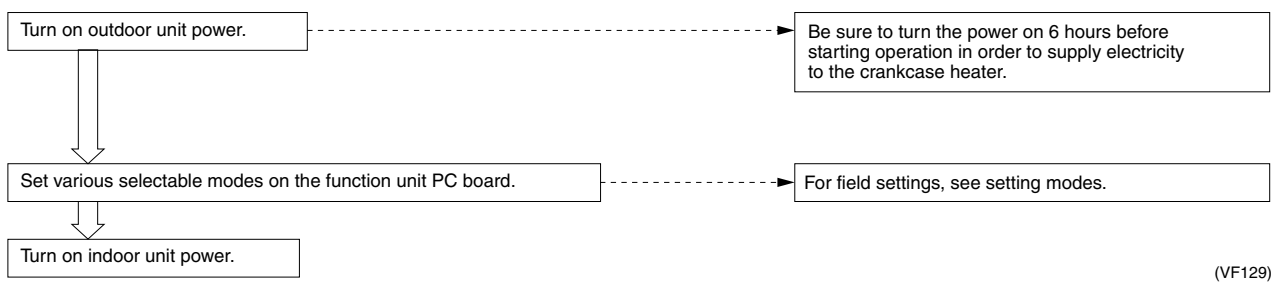 Turn on outdoor unit power.
Be sure to turn the power on 6 hours before
starting operation in order to supply electricity
to the crankcase heater.
Set various selectable modes on the function unit PC board.
For field settings, see setting modes.
Turn on indoor unit power.
(VF129)